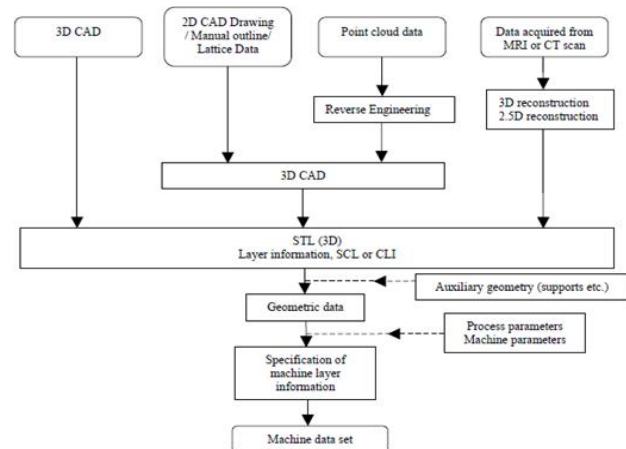 3D CAD
2D CAD Drawing
/ Manual outline/
Lattice Data
Point cloud data
Data acquired from
MRI or CT scan
Reverse Engineering
3D reconstruction
2.5D reconstruction
3D CAD
STL (3D)
Layer information, SCL or CLI
Auxiliary geometry (supports etc.)
Geometric data
Process parameters
Machine parameters
Specification of
machine layer
information
Machine data set